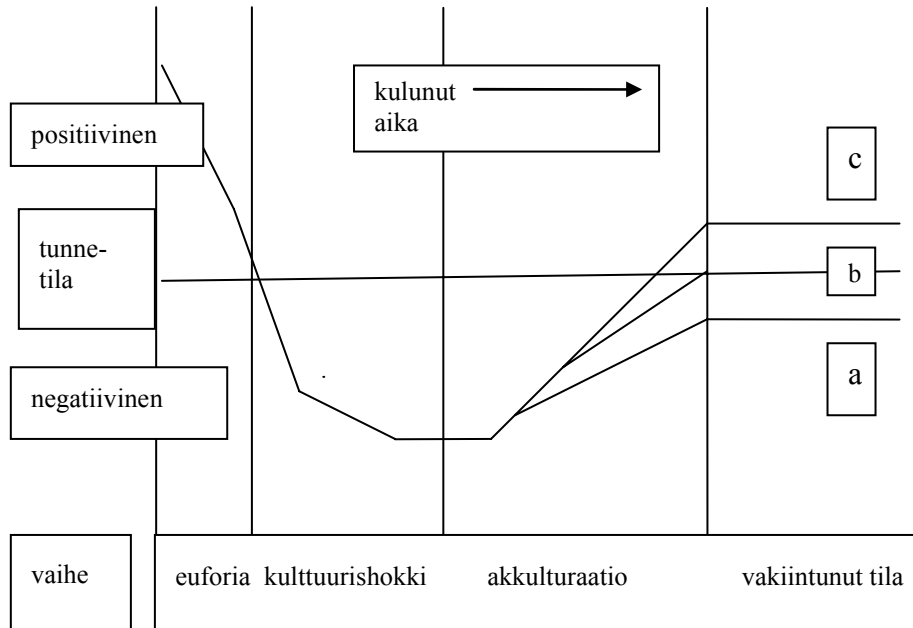 kulunut
aika
positiivinen
c
tunne-
tila
b
a
negatiivinen
vaihe
euforia kulttuurishokki akkulturaatio vakiintunut tila